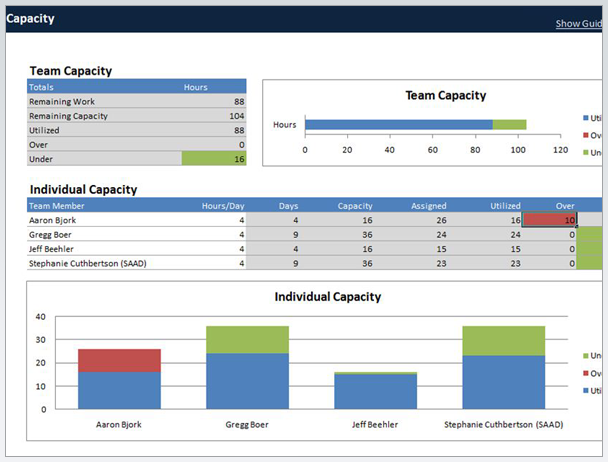 Capacity
Show Guid
Team Capacity
Totals Hours
Remaining Work 88
Remaining Capacity 104
Utilized 88
Over 0
Under 16
Team Capacity
Hours
0 20 40 60 80 100 120
Uti
Ov
Un
Individual Capacity
Team Member Hours/Day Days Capacity Assigned Utilized Over
Aaron Bjork 4 4 16 26 16 10
Gregg Boer 4 9 36 24 24 0
Jeff Beehler 4 4 16 15 15 0
Stephanie Cuthbertson (SAAD) 4 9 36 23 23 0
Individual Capacity
40
30
20
10
0
Aaron Bjork Gregg Boer Jeff Beehler Stephanie Cuthbertson (SAAD)
Un
Ov
Uti